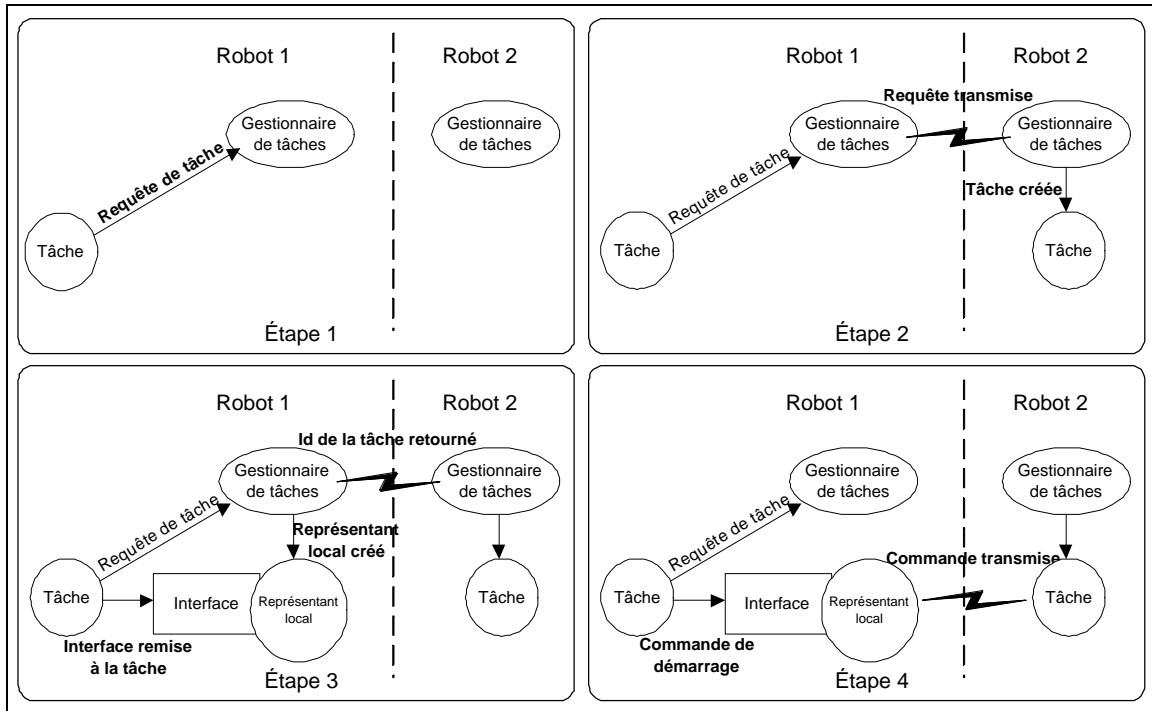 Robot 1
Robot 2
Gestionnaire
de tâches
Gestionnaire
de tâches
Requête de tâche
Tâche
Étape 1
Robot 1
Robot 2
Requête transmise
Gestionnaire
de tâches
Gestionnaire
de tâches
Requête de tâche
Tâche créée
Tâche
Tâche
Étape 2
Robot 1
Robot 2
Id de la tâche retourné
Gestionnaire
de tâches
Gestionnaire
de tâches
Requête de tâche
Représentant
local créé
Tâche
Interface
Représentant
local
Tâche
Interface remise
à la tâche
Étape 3
Robot 1
Robot 2
Gestionnaire
de tâches
Gestionnaire
de tâches
Requête de tâche
Commande transmise
Tâche
Interface
Représentant
local
Tâche
Commande de
démarrage
Étape 4